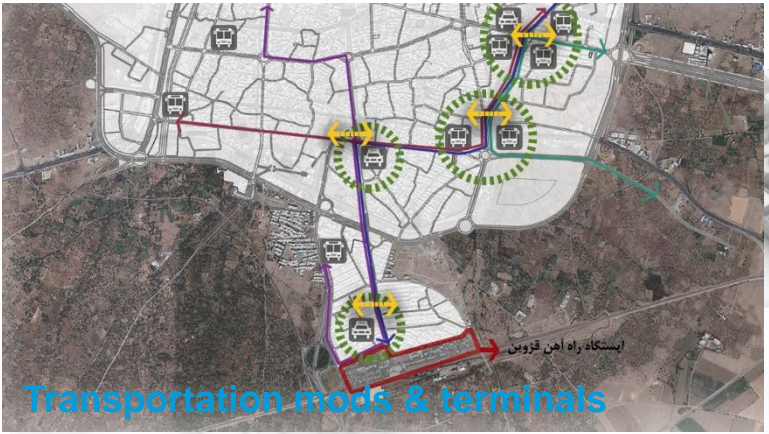 ایستگاه راه آهن قزوین
Transportation mods & terminals